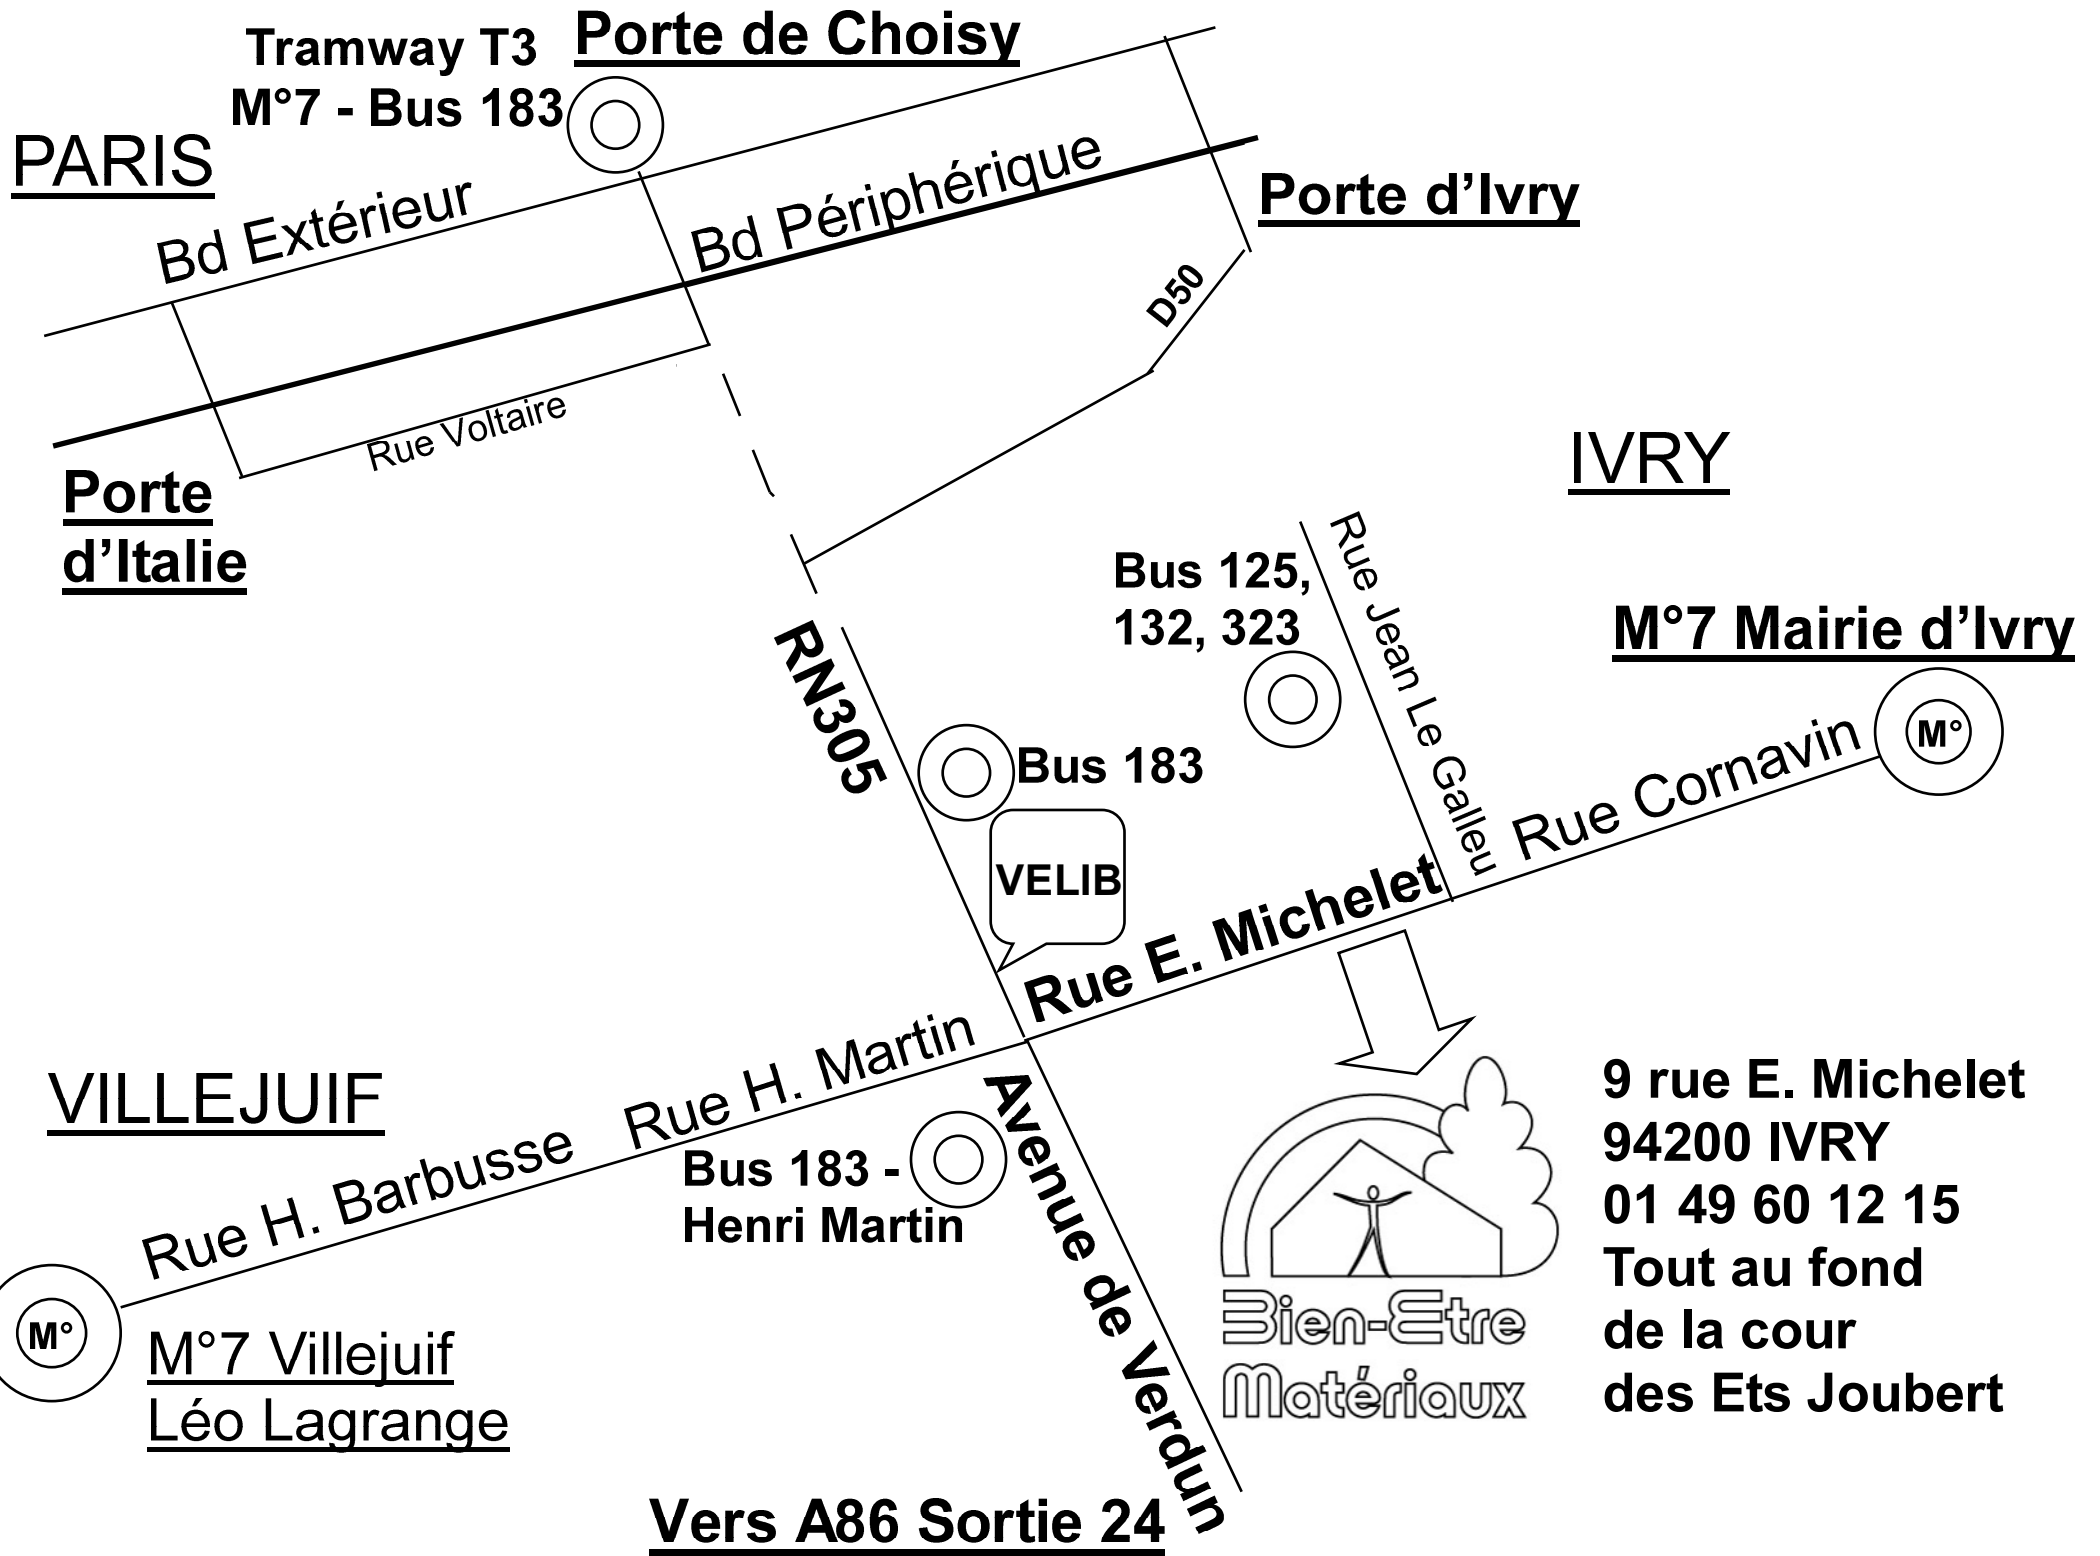 Tramway T3
M°7 - Bus 183
Porte de Choisy
PARIS
Bd Extérieur
Bd Périphérique
Porte d’Ivry
D50
Rue Voltaire
Porte
d’Italie
IVRY
Bus 125,
132, 323
Rue Jean Le Galleu
M°7 Mairie d’Ivry
M°
RN305
Bus 183
Rue Cornavin
VELIB
Rue E. Michelet
Rue H. Martin
VILLEJUIF
Rue H. Barbusse
Bus 183 -
Henri Martin
Avenue de Verdun
M°
M°7 Villejuif
Léo Lagrange
Bien-Etre
Matériaux
9 rue E. Michelet
94200 IVRY
01 49 60 12 15
Tout au fond
de la cour
des Ets Joubert
Vers A86 Sortie 24